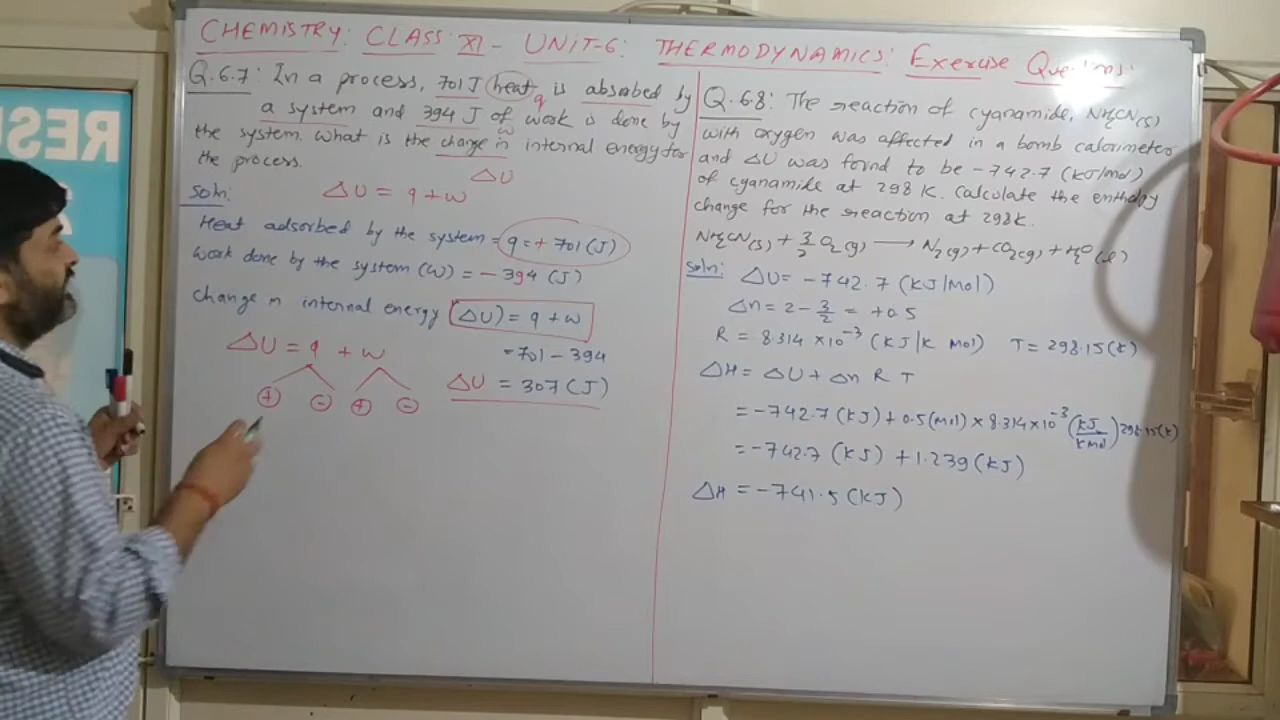 CHEMISTRY: CLASS XI - UNIT-6: THERMODYNAMICS: Exercise Questions:
Q.6.7: In a process, 701 J heat is absorbed by
q
a system and 394 J of work is done by
w
the system. What is the change in internal energy for
the process.
ΔU
Soln:
ΔU = q + w
Heat adsorbed by the system = q = + 701 (J)
Work done by the system (W) = - 394 (J)
Change in internal energy (ΔU) = q + w
= 701 - 394
ΔU = 307 (J)
ΔU = q + w
+ - + -
Q.6.8: The reaction of cyanamide, NH2CN(s)
with oxygen was affected in a bomb calorimeter
and ΔU was found to be -742.7 (KJ/mol)
of cyanamide at 298 K. Calculate the enthalpy
change for the reaction at 298K.
NH2CN(s) + 3/2 O2(g) → N2(g) + CO2(g) + H2O(l)
Soln:
ΔU = -742.7 (KJ/Mol)
Δn = 2 - 3/2 = +0.5
R = 8.314 × 10^-3 (KJ/K Mol) T = 298.15 (K)
ΔH = ΔU + Δn R T
= -742.7 (KJ) + 0.5 (Mol) × 8.314 × 10^-3 (KJ/K Mol) 298.15 (K)
= -742.7 (KJ) + 1.239 (KJ)
ΔH = -741.5 (KJ)
RESU